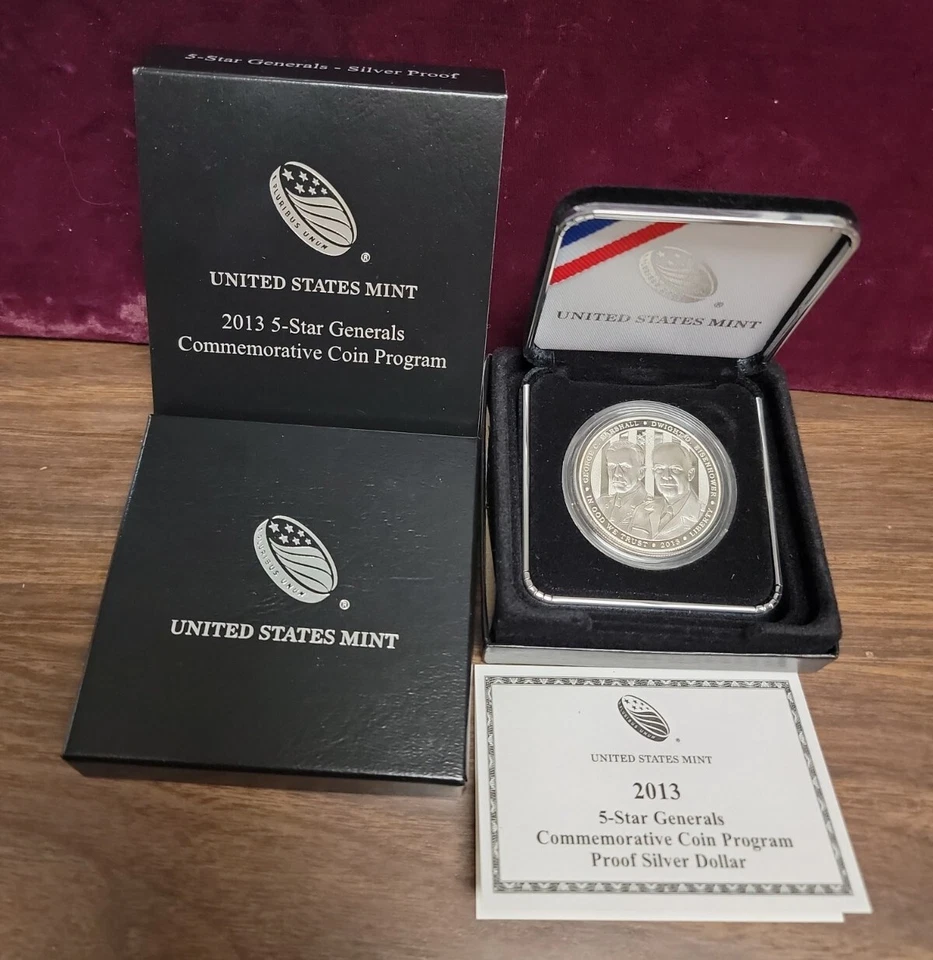 5-Star Generals - Silver Proof
PLURIBUS UNUM
®
UNITED STATES MINT
2013 5-Star Generals
Commemorative Coin Program
PLURIBUS UNUM
®
UNITED STATES MINT
®
UNITED STATES MINT
GEORGE C. MARSHALL • DWIGHT D. EISENHOWER
IN GOD WE TRUST • 2013 • LIBERTY
PLURIBUS UNUM
®
UNITED STATES MINT
2013
5-Star Generals
Commemorative Coin Program
Proof Silver Dollar